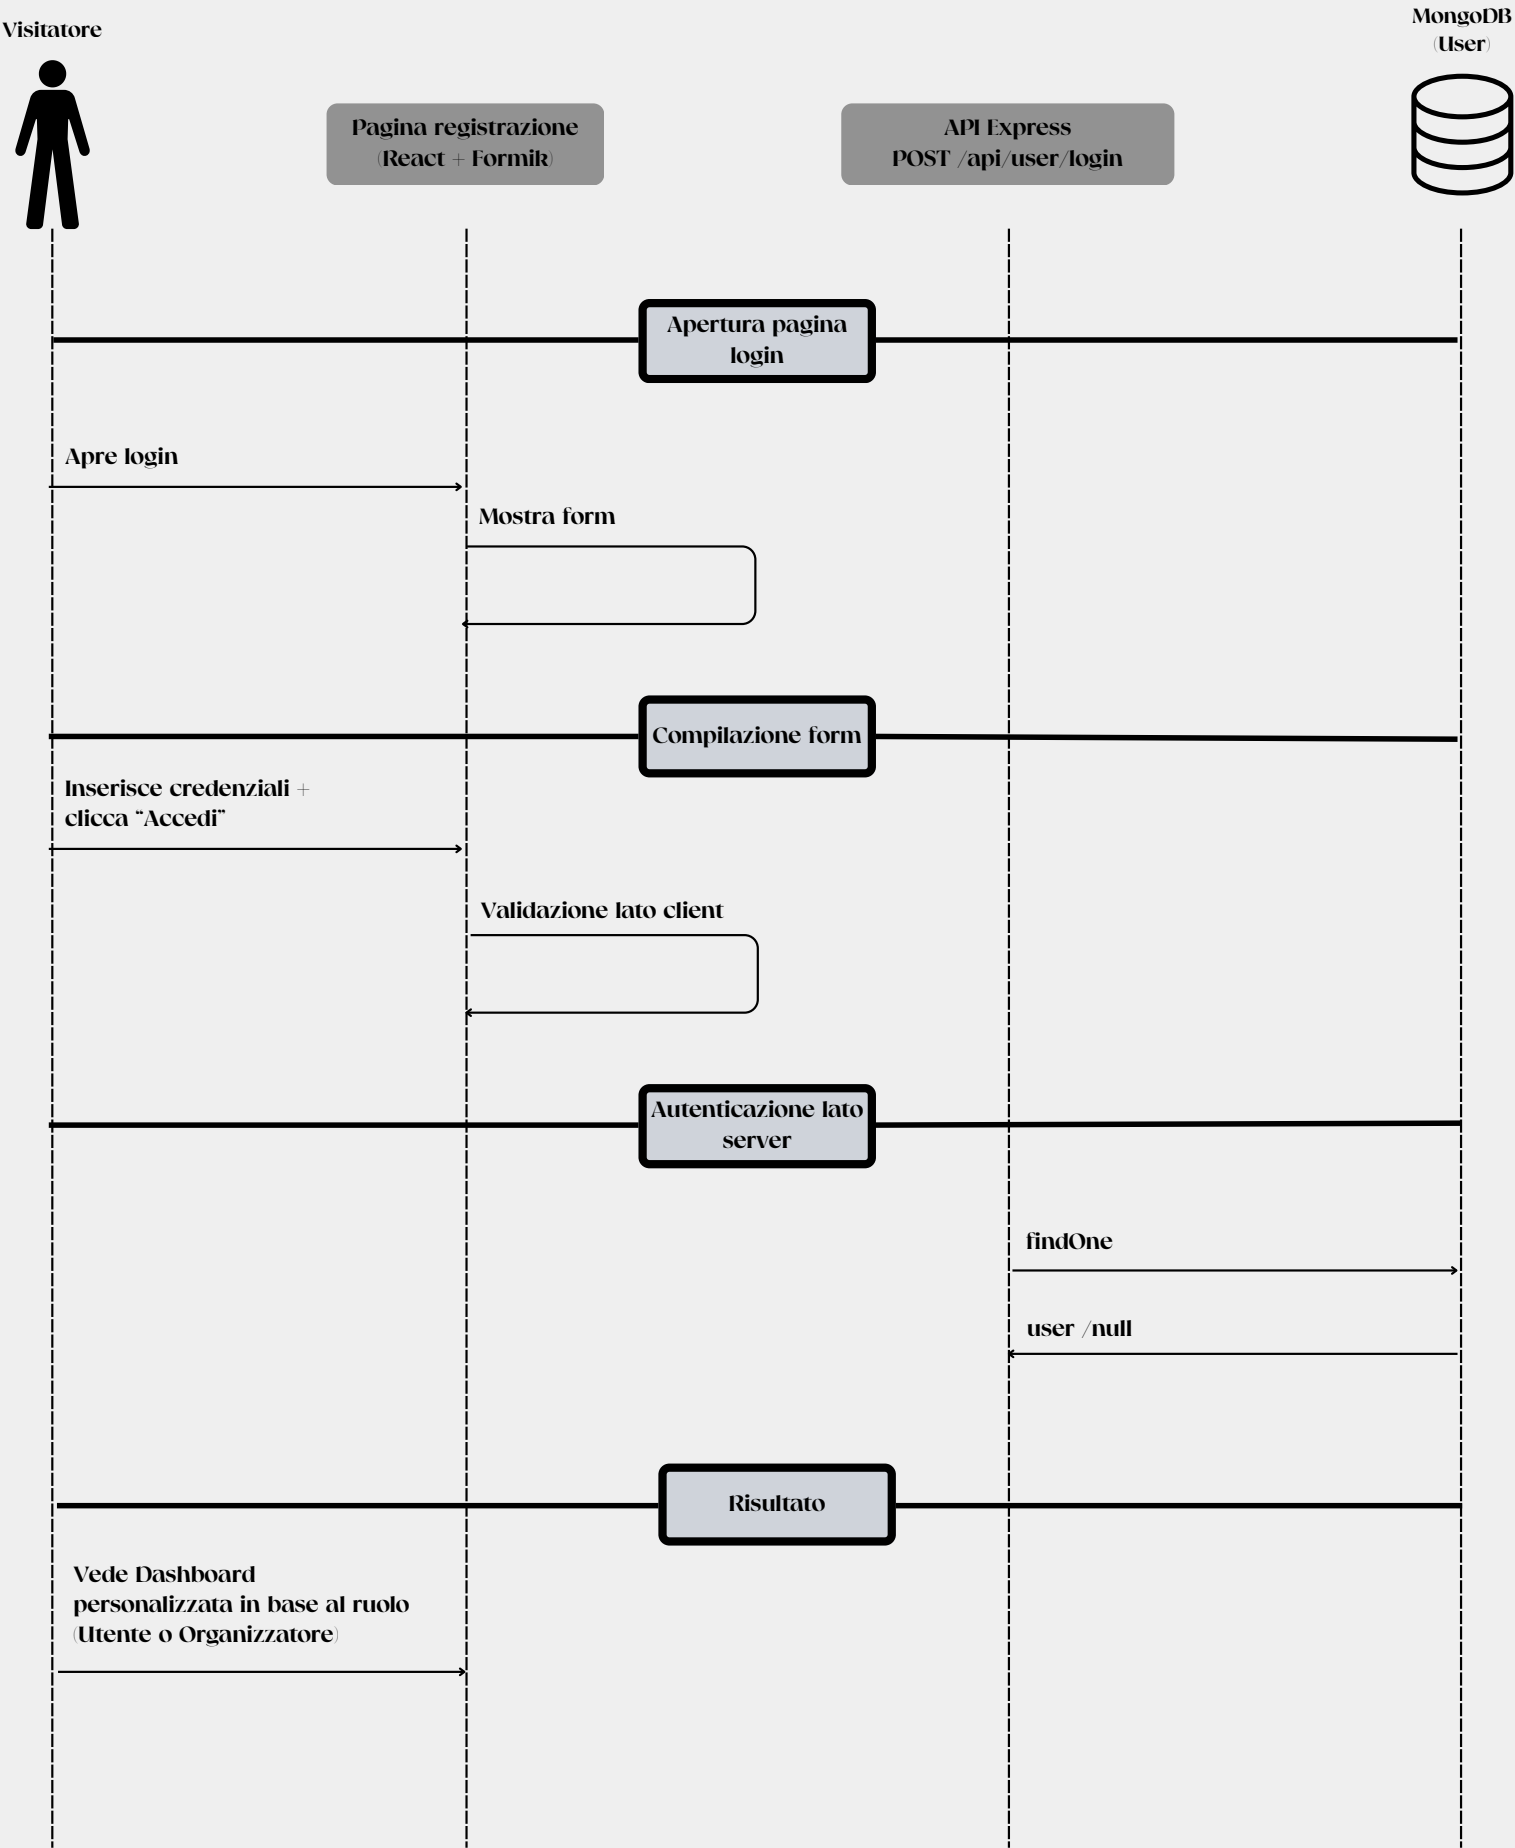 Visitatore
MongoDB
(User)
Pagina registrazione
(React + Formik)
API Express
POST /api/user/login
Apertura pagina
login
Apre login
Mostra form
Compilazione form
Inserisce credenziali +
clicca “Accedi”
Validazione lato client
Autenticazione lato
server
findOne
user /null
Risultato
Vede Dashboard
personalizzata in base al ruolo
(Utente o Organizzatore)